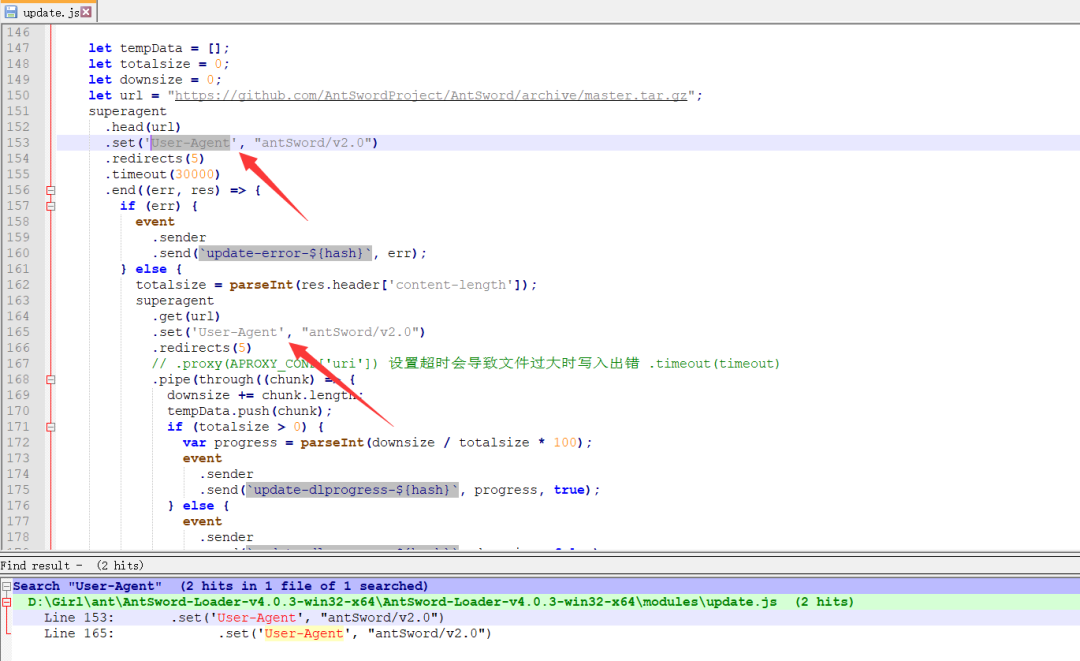 update.js
146
147 let tempData = [];
148 let totalsize = 0;
149 let downsize = 0;
150 let url = "https://github.com/AntSwordProject/AntSword/archive/master.tar.gz";
151 superagent
152 .head(url)
153 .set('User-Agent', "antSword/v2.0")
154 .redirects(5)
155 .timeout(30000)
156 .end((err, res) => {
157 if (err) {
158 event
159 .sender
160 .send(`update-error-${hash}`, err);
161 } else {
162 totalsize = parseInt(res.header['content-length']);
163 superagent
164 .get(url)
165 .set('User-Agent', "antSword/v2.0")
166 .redirects(5)
167 // .proxy(APROXY_CONF['uri']) 设置超时会导致文件过大时写入出错 .timeout(timeout)
168 .pipe(through((chunk) => {
169 downsize += chunk.length;
170 tempData.push(chunk);
171 if (totalsize > 0) {
172 var progress = parseInt(downsize / totalsize * 100);
173 event
174 .sender
175 .send(`update-dlprogress-${hash}`, progress, true);
176 } else {
177 event
178 .sender
Find result - (2 hits)
Search "User-Agent" (2 hits in 1 file of 1 searched)
D:\Girl\ant\AntSword-Loader-v4.0.3-win32-x64\AntSword-Loader-v4.0.3-win32-x64\modules\update.js (2 hits)
Line 153: .set('User-Agent', "antSword/v2.0")
Line 165: .set('User-Agent', "antSword/v2.0")